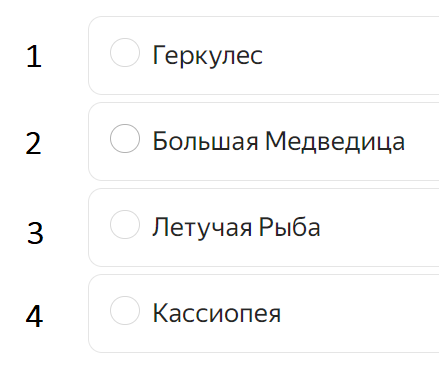 1 Геркулес
2 Большая Медведица
3 Летучая Рыба
4 Кассиопея